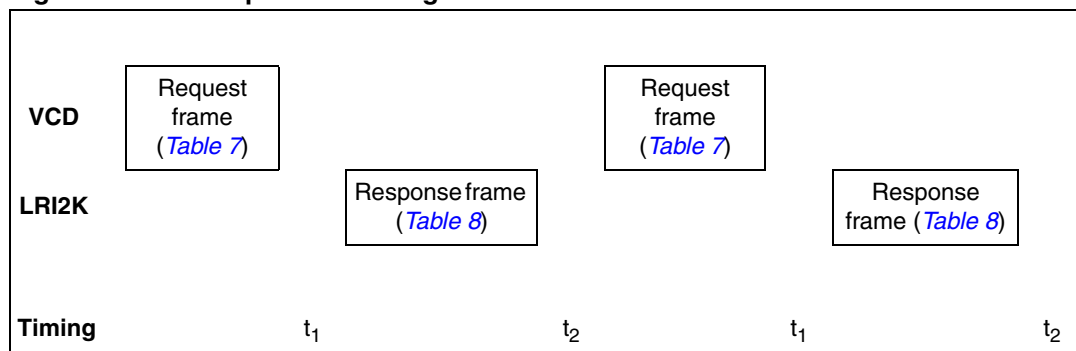 VCD
Request
frame
(Table 7)
Request
frame
(Table 7)
LRI2K
Response frame
(Table 8)
Response
frame (Table 8)
Timing t1 t2 t1 t2